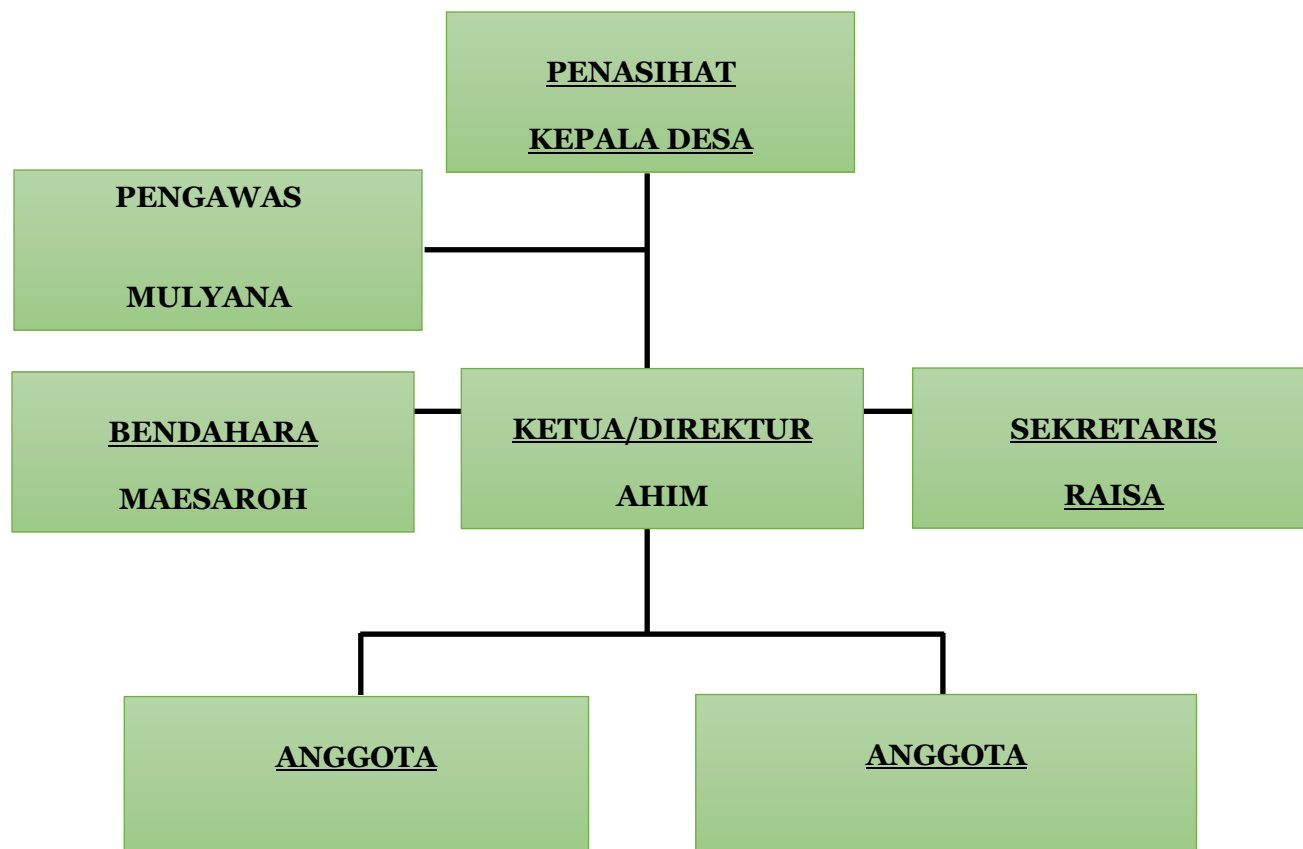 PENASIHAT
KEPALA DESA
PENGAWAS
MULYANA
BENDAHARA
MAESAROH
KETUA/DIREKTUR
AHIM
SEKRETARIS
RAISA
ANGGOTA
ANGGOTA